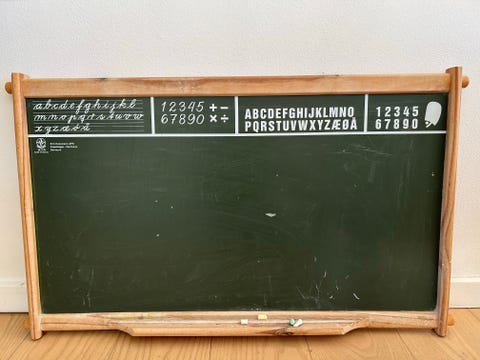 abcdefghijkl
mnopqrstuvw
xyzæøå
12345 + −
67890 × ÷
ABCDEFGHIJKLMNO
PQRSTUVWXYZÆØÅ
12345
67890